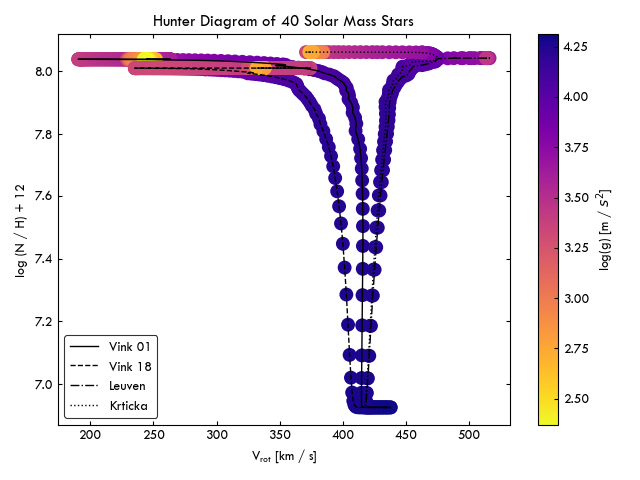 Hunter Diagram of 40 Solar Mass Stars
log (N / H) + 12
8.0
7.8
7.6
7.4
7.2
7.0
Vink 01
Vink 18
Leuven
Krticka
200
250
300
350
400
450
500
V_rot [km / s]
4.25
4.00
3.75
3.50
3.25
3.00
2.75
2.50
log(g) [m / s²]